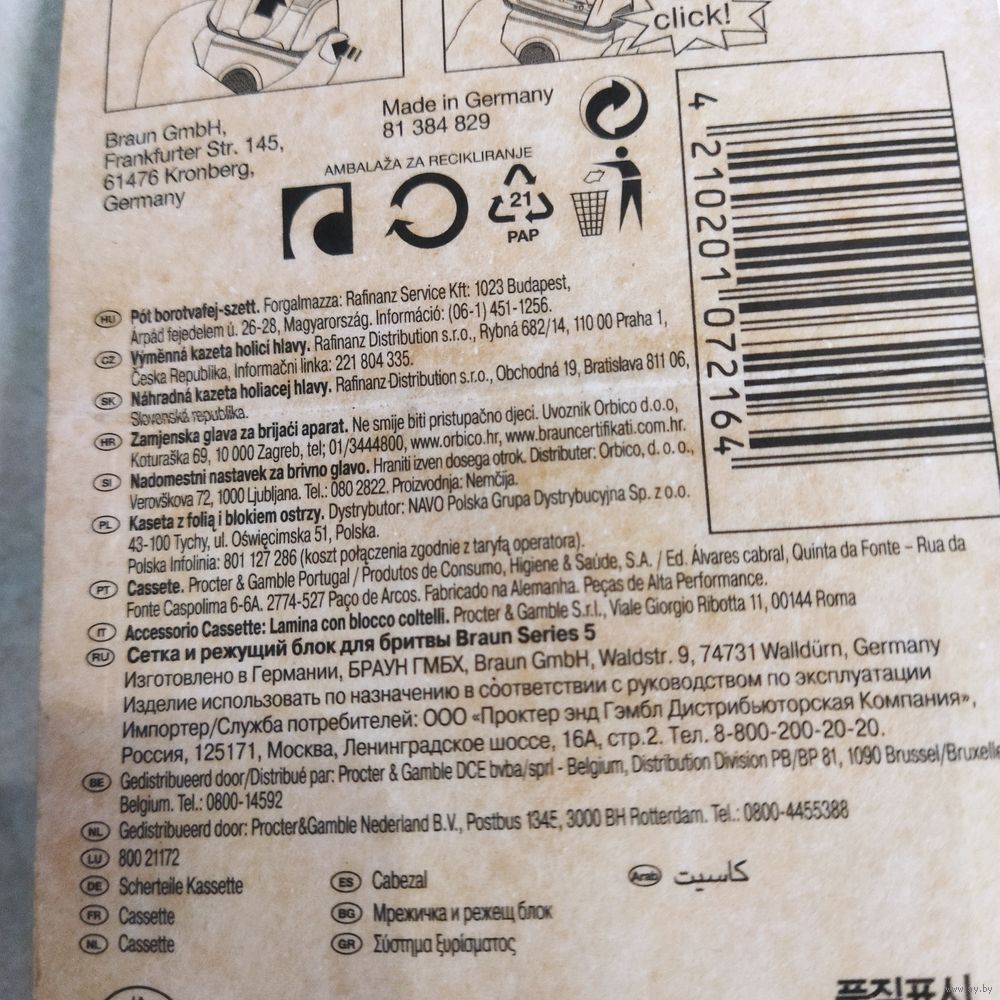 click!
Braun GmbH,
Frankfurter Str. 145,
61476 Kronberg,
Germany
Made in Germany
81 384 829
AMBALAŽA ZA RECIKLIRANJE
21
PAP
4 210201 072164
HU Pót borotvafej-szett. Forgalmazza: Rafinanz Service Kft: 1023 Budapest,
Árpád fejedelem ú. 26-28, Magyarország. Információ: (06-1) 451-1256.
CZ Výměnná kazeta holicí hlavy. Rafinanz Distribution s.r.o., Rybná 682/14, 110 00 Praha 1,
Česka Republika, Informační linka: 221 804 335.
SK Náhradná kazeta holiacej hlavy. Rafinanz Distribution s.r.o., Obchodná 19, Bratislava 811 06,
Slovenská republika.
HR Zamjenska glava za brijaći aparat. Ne smije biti pristupačno djeci. Uvoznik Orbico d.o.o,
Koturaška 69, 10 000 Zagreb, tel; 01/3444800, www.orbico.hr, www.brauncertifikati.com.hr.
SI Nadomestni nastavek za brivno glavo. Hraniti izven dosega otrok. Distributer: Orbico, d. o. o.,
Verovškova 72, 1000 Ljubljana. Tel.: 080 2822. Proizvodnja: Nemčija.
PL Kaseta z folią i blokiem ostrzy. Dystrybutor: NAVO Polska Grupa Dystrybucyjna Sp. z o.o.
43-100 Tychy, ul. Oświęcimska 51, Polska.
Polska Infolinia: 801 127 286 (koszt połączenia zgodnie z taryfą operatora).
PT Cassete. Procter & Gamble Portugal / Produtos de Consumo, Higiene & Saúde, S.A. / Ed. Álvares cabral, Quinta da Fonte – Rua da
Fonte Caspolima 6-6A. 2774-527 Paço de Arcos. Fabricado na Alemanha. Peças de Alta Performance.
IT Accessorio Cassette: Lamina con blocco coltelli. Procter & Gamble S.r.l., Viale Giorgio Ribotta 11, 00144 Roma
RU Сетка и режущий блок для бритвы Braun Series 5
Изготовлено в Германии, БРАУН ГМБХ, Braun GmbH, Waldstr. 9, 74731 Walldürn, Germany
Изделие использовать по назначению в соответствии с руководством по эксплуатации
Импортер/Служба потребителей: ООО «Проктер энд Гэмбл Дистрибьюторская Компания»,
Россия, 125171, Москва, Ленинградское шоссе, 16А, стр.2. Тел. 8-800-200-20-20.
BE Gedistribueerd door/Distribué par: Procter & Gamble DCE bvba/sprl - Belgium, Distribution Division PB/BP 81, 1090 Brussel/Bruxelle
Belgium. Tel.: 0800-14592
NL Gedistribueerd door: Procter&Gamble Nederland B.V., Postbus 1345, 3000 BH Rotterdam. Tel.: 0800-4455388
LU 800 21172
DE Scherteile Kassette
FR Cassette
NL Cassette
ES Cabezal
BG Мрежичка и режещ блок
GR Σύστημα ξυρίσματος
Arab كاسيت
www.ay.by